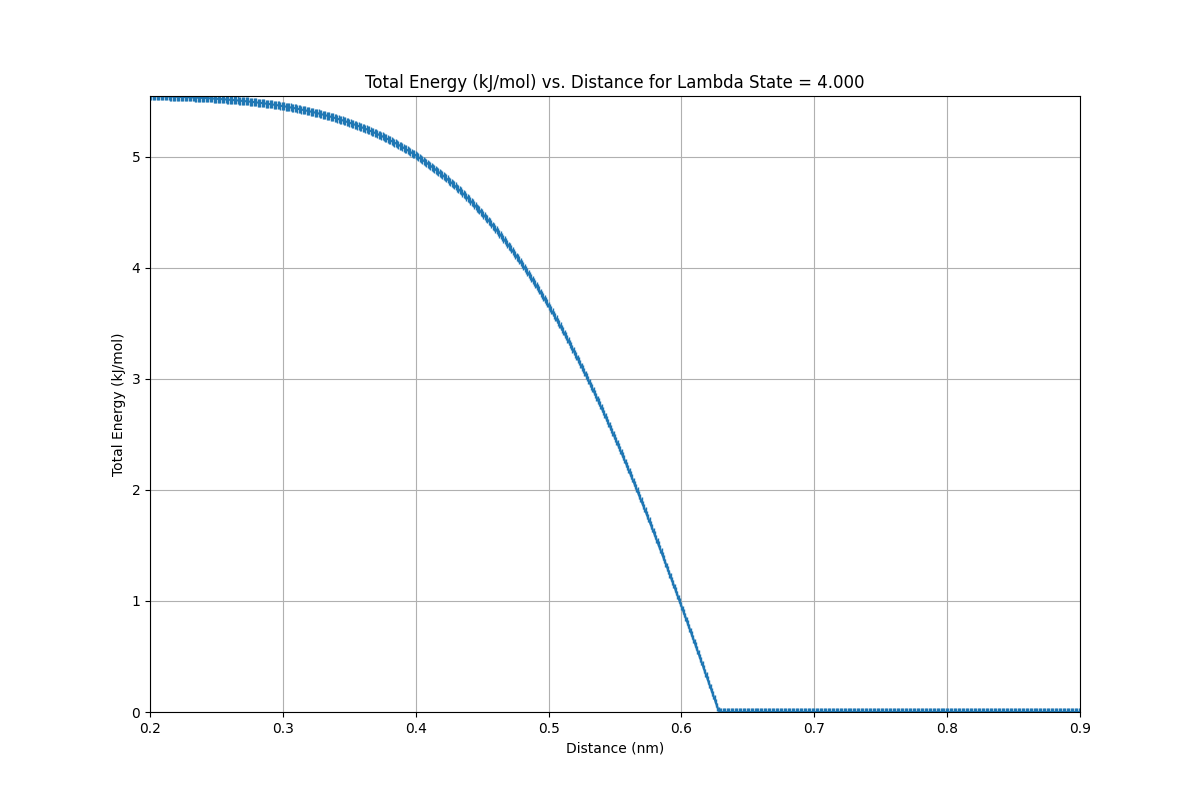 Total Energy (kJ/mol) vs. Distance for Lambda State = 4.000
Total Energy (kJ/mol)
5
4
3
2
1
0
0.2 0.3 0.4 0.5 0.6 0.7 0.8 0.9
Distance (nm)